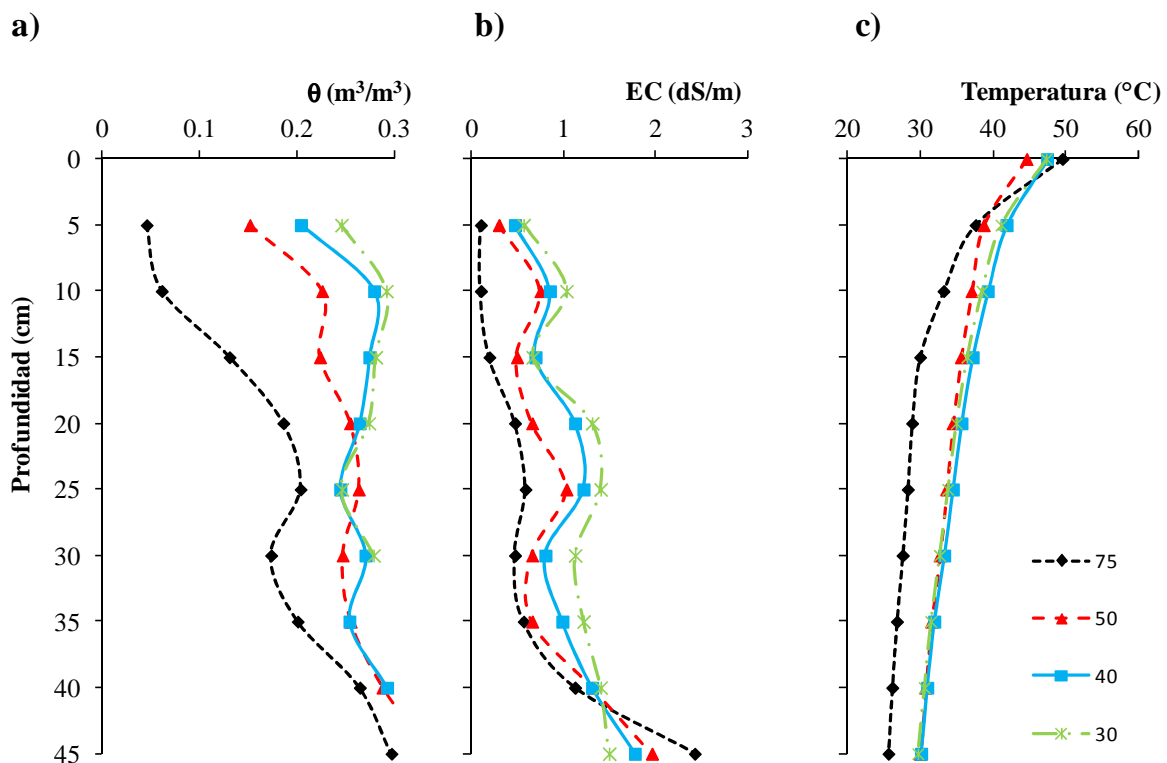 a)
b)
c)
θ (m³/m³)
EC (dS/m)
Temperatura (°C)
0 0.1 0.2 0.3
0 1 2 3
20 30 40 50 60
0
5
10
15
20
25
30
35
40
45
Profundidad (cm)
75
50
40
30